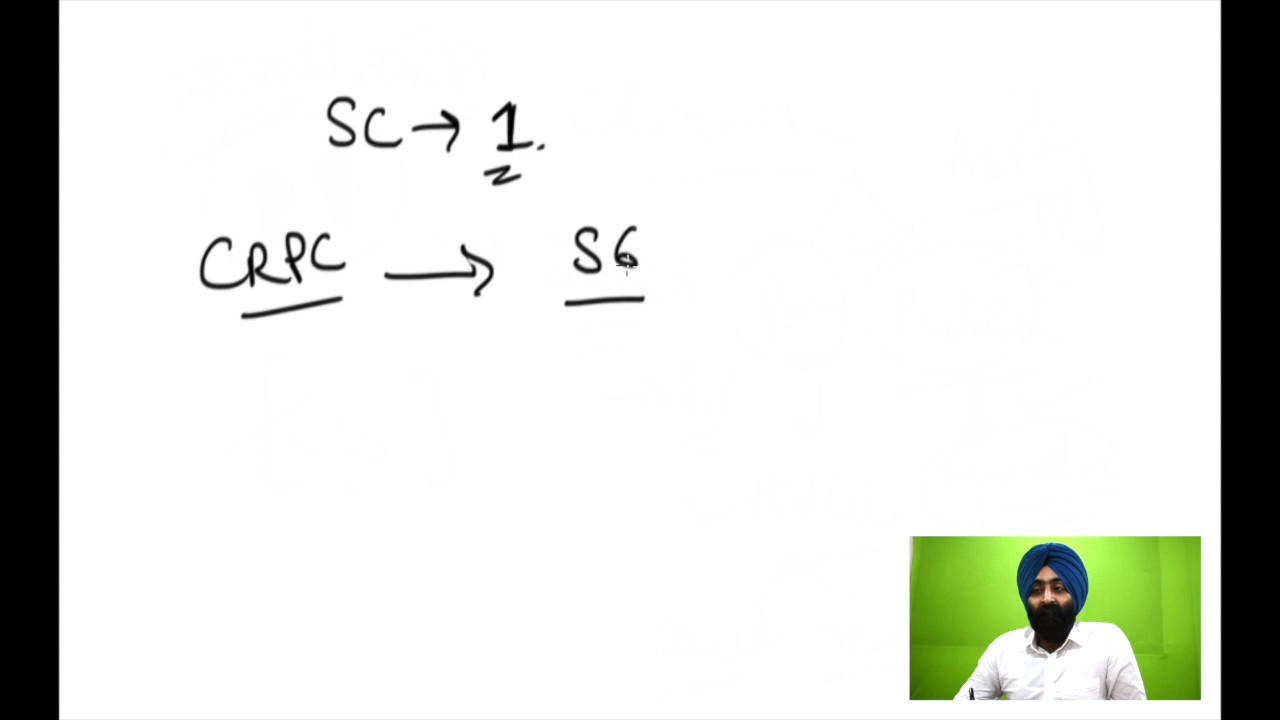 SC → 1.
CRPC → S6